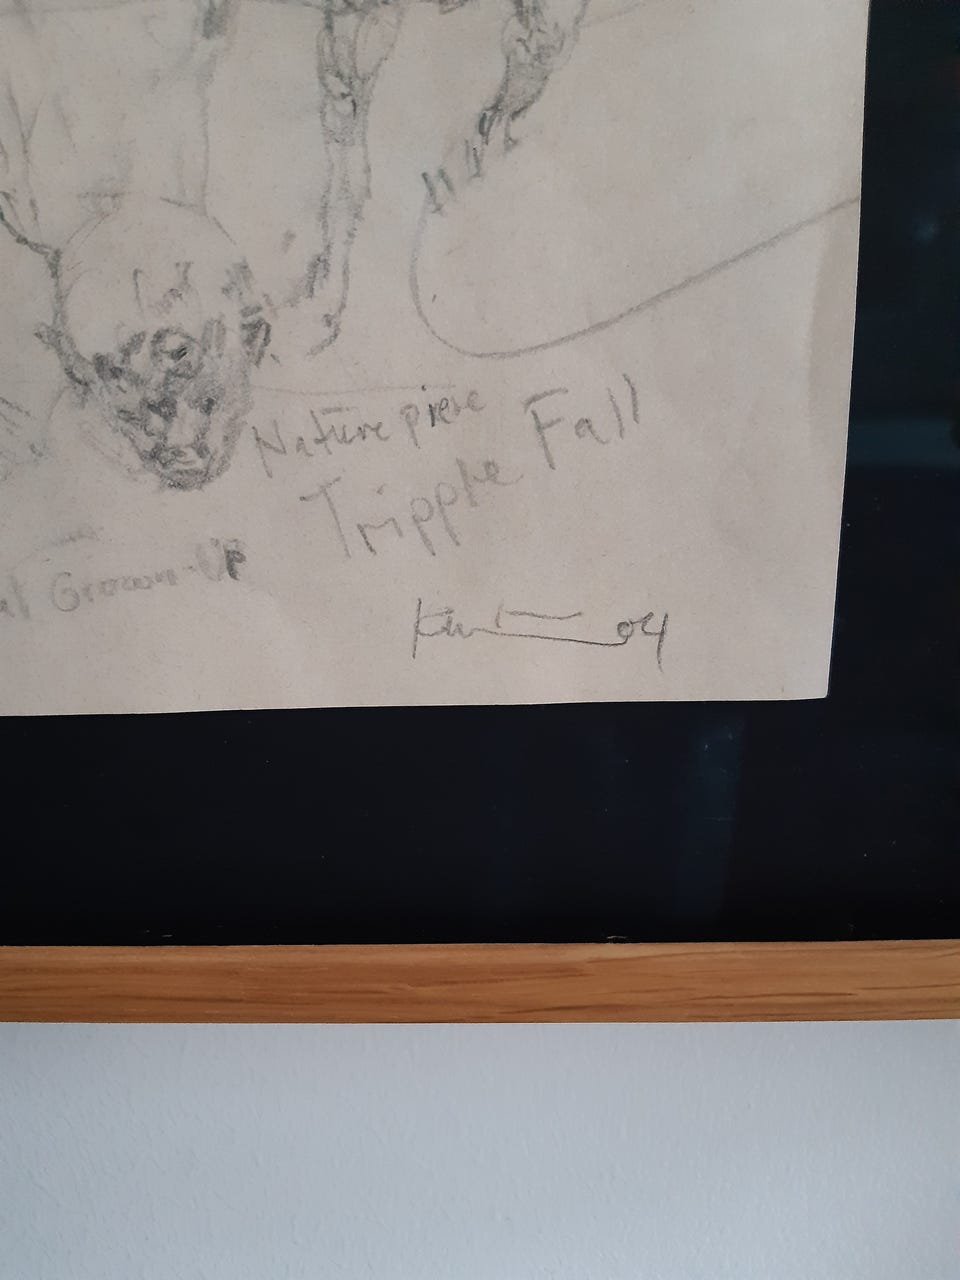 Nature piece
Tripple Fall
Grown-UP
04